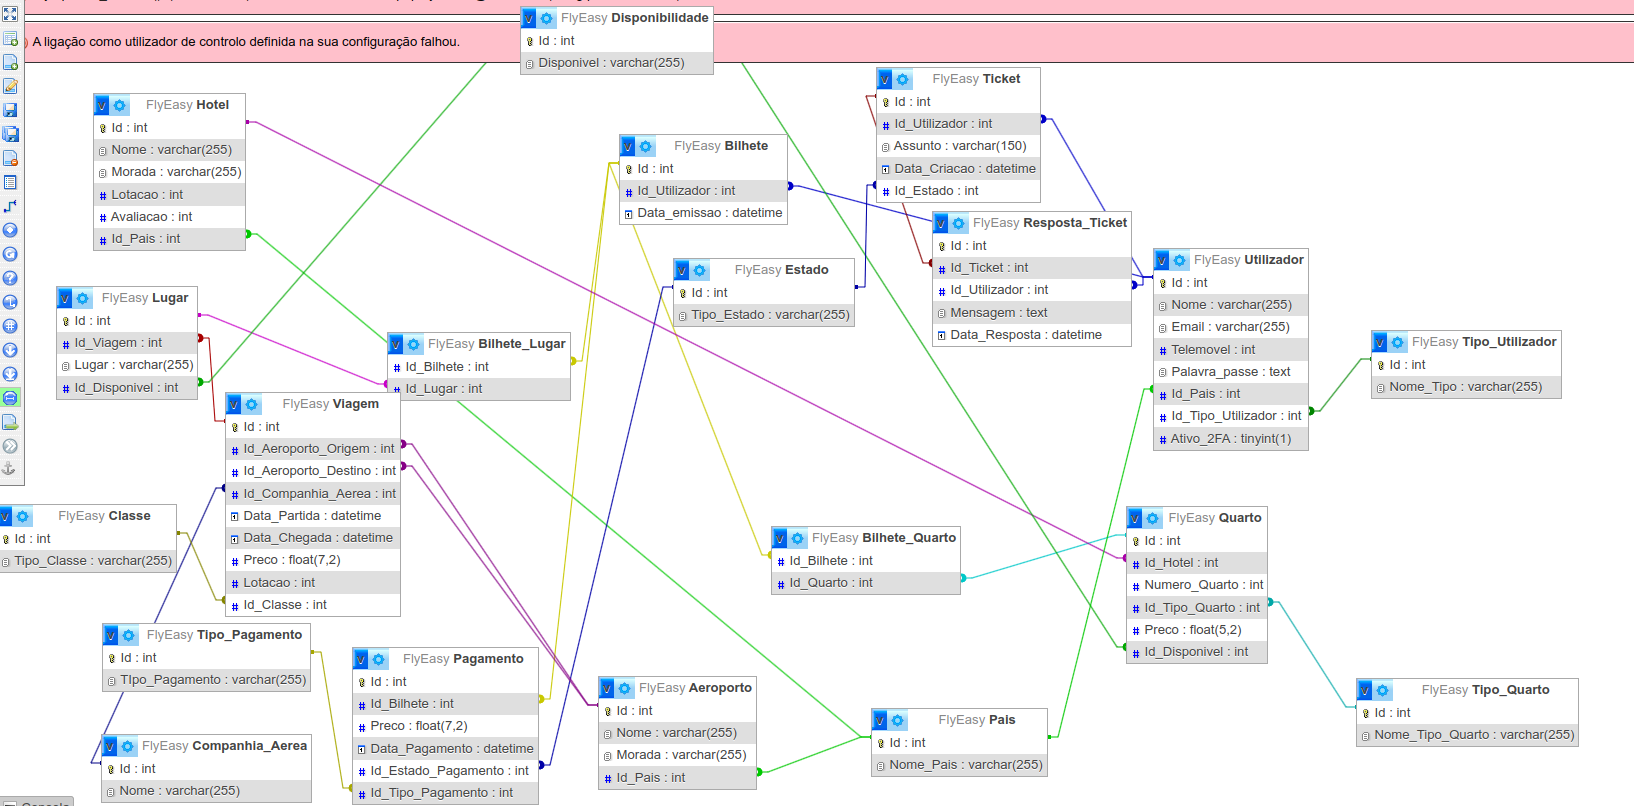 A ligação como utilizador de controlo definida na sua configuração falhou.
FlyEasy Disponibilidade
Id : int
Disponivel : varchar(255)
FlyEasy Hotel
Id : int
Nome : varchar(255)
Morada : varchar(255)
Lotacao : int
Avaliacao : int
Id_Pais : int
FlyEasy Ticket
Id : int
Id_Utilizador : int
Assunto : varchar(150)
Data_Criacao : datetime
Id_Estado : int
FlyEasy Bilhete
Id : int
Id_Utilizador : int
Data_emissao : datetime
FlyEasy Resposta_Ticket
Id : int
Id_Ticket : int
Id_Utilizador : int
Mensagem : text
Data_Resposta : datetime
FlyEasy Utilizador
Id : int
Nome : varchar(255)
Email : varchar(255)
Telemovel : int
Palavra_passe : text
Id_Pais : int
Id_Tipo_Utilizador : int
Ativo_2FA : tinyint(1)
FlyEasy Estado
Id : int
Tipo_Estado : varchar(255)
FlyEasy Lugar
Id : int
Id_Viagem : int
Lugar : varchar(255)
Id_Disponivel : int
FlyEasy Bilhete_Lugar
Id_Bilhete : int
Id_Lugar : int
FlyEasy Tipo_Utilizador
Id : int
Nome_Tipo : varchar(255)
FlyEasy Viagem
Id : int
Id_Aeroporto_Origem : int
Id_Aeroporto_Destino : int
Id_Companhia_Aerea : int
Data_Partida : datetime
Data_Chegada : datetime
Preco : float(7,2)
Lotacao : int
Id_Classe : int
FlyEasy Classe
Id : int
Tipo_Classe : varchar(255)
FlyEasy Bilhete_Quarto
Id_Bilhete : int
Id_Quarto : int
FlyEasy Quarto
Id : int
Id_Hotel : int
Numero_Quarto : int
Id_Tipo_Quarto : int
Preco : float(5,2)
Id_Disponivel : int
FlyEasy Tipo_Pagamento
Id : int
TIpo_Pagamento : varchar(255)
FlyEasy Pagamento
Id : int
Id_Bilhete : int
Preco : float(7,2)
Data_Pagamento : datetime
Id_Estado_Pagamento : int
Id_Tipo_Pagamento : int
FlyEasy Aeroporto
Id : int
Nome : varchar(255)
Morada : varchar(255)
Id_Pais : int
FlyEasy Pais
Id : int
Nome_Pais : varchar(255)
FlyEasy Tipo_Quarto
Id : int
Nome_Tipo_Quarto : varchar(255)
FlyEasy Companhia_Aerea
Id : int
Nome : varchar(255)